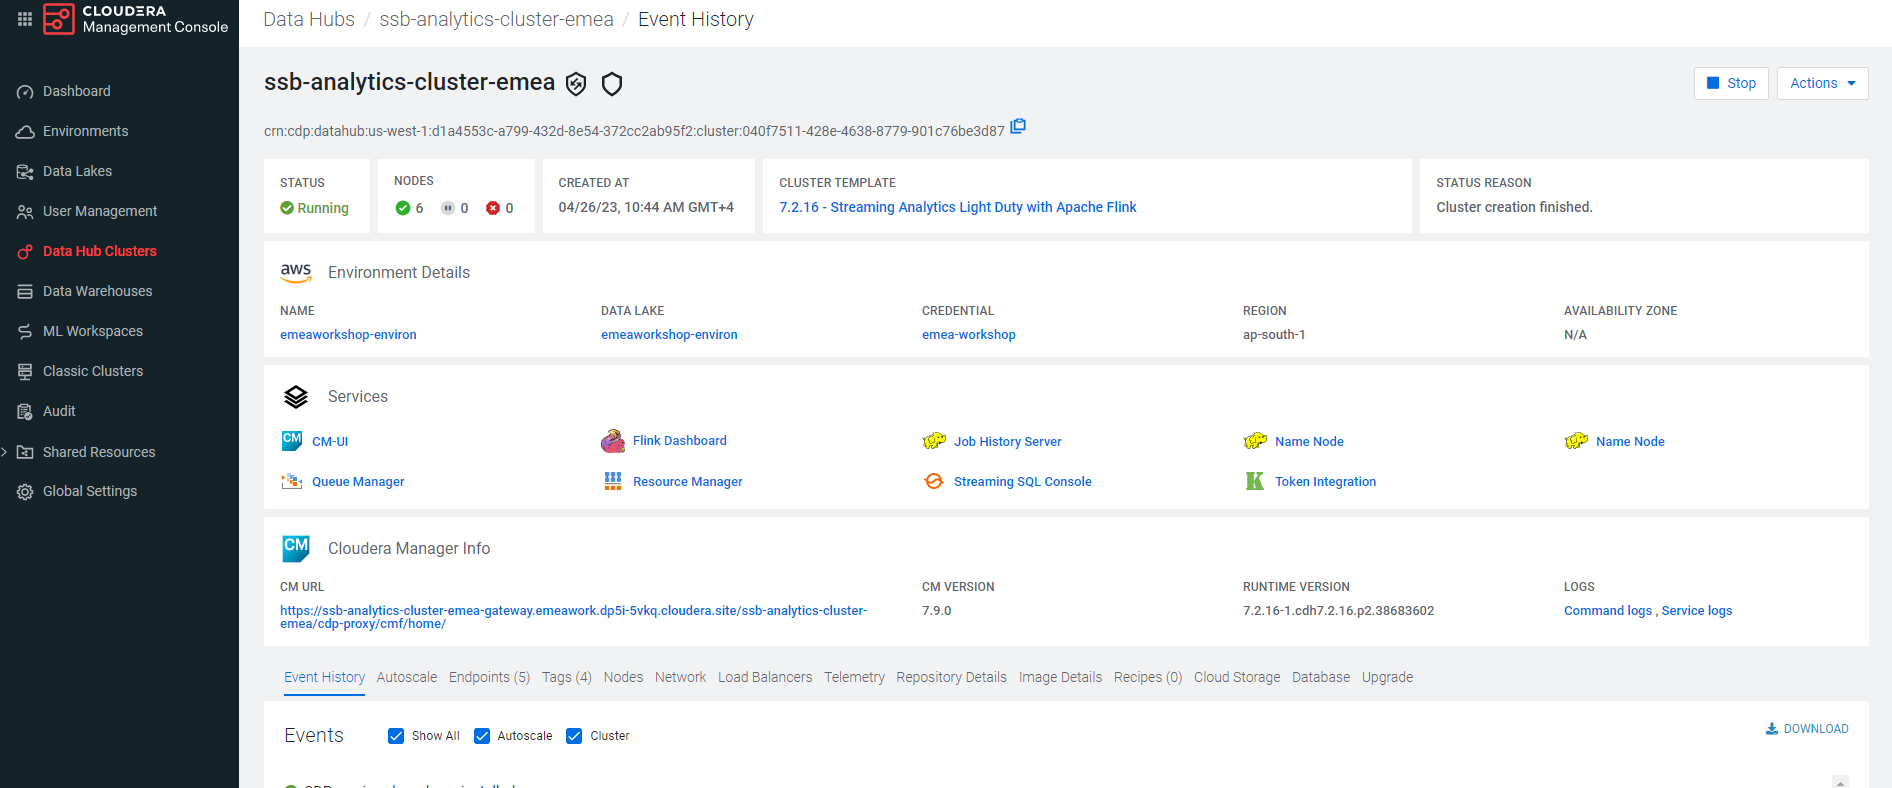 CLOUDERA
Management Console
Dashboard
Environments
Data Lakes
User Management
Data Hub Clusters
Data Warehouses
ML Workspaces
Classic Clusters
Audit
Shared Resources
Global Settings
Data Hubs / ssb-analytics-cluster-emea / Event History
ssb-analytics-cluster-emea
Stop
Actions
crn:cdp:datahub:us-west-1:d1a4553c-a799-432d-8e54-372cc2ab95f2:cluster:040f7511-428e-4638-8779-901c76be3d87
STATUS
Running
NODES
6 0 0
CREATED AT
04/26/23, 10:44 AM GMT+4
CLUSTER TEMPLATE
7.2.16 - Streaming Analytics Light Duty with Apache Flink
STATUS REASON
Cluster creation finished.
aws Environment Details
NAME
emeaworkshop-environ
DATA LAKE
emeaworkshop-environ
CREDENTIAL
emea-workshop
REGION
ap-south-1
AVAILABILITY ZONE
N/A
Services
CM CM-UI
Flink Dashboard
Job History Server
Name Node
Name Node
Queue Manager
Resource Manager
Streaming SQL Console
K Token Integration
CM Cloudera Manager Info
CM URL
https://ssb-analytics-cluster-emea-gateway.emeawork.dp5i-5vkq.cloudera.site/ssb-analytics-cluster-
emea/cdp-proxy/cmf/home/
CM VERSION
7.9.0
RUNTIME VERSION
7.2.16-1.cdh7.2.16.p2.38683602
LOGS
Command logs , Service logs
Event History Autoscale Endpoints (5) Tags (4) Nodes Network Load Balancers Telemetry Repository Details Image Details Recipes (0) Cloud Storage Database Upgrade
Events
Show All Autoscale Cluster
DOWNLOAD